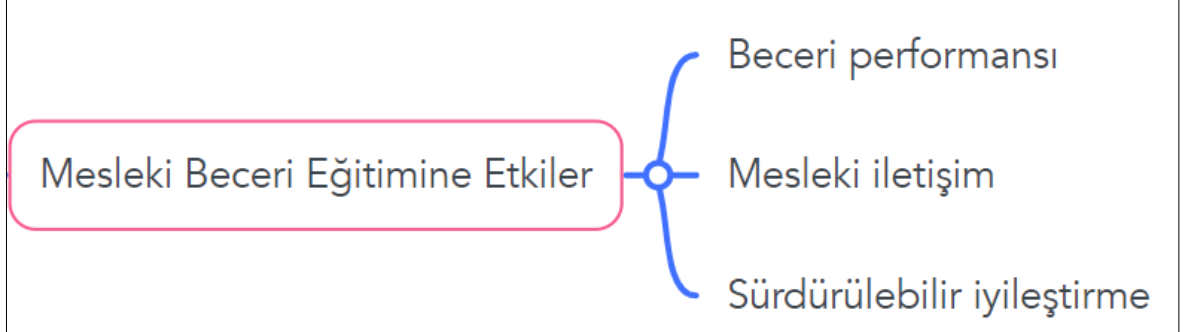 Beceri performansı
Mesleki Beceri Eğitimine Etkiler
Mesleki iletişim
Sürdürülebilir iyileştirme